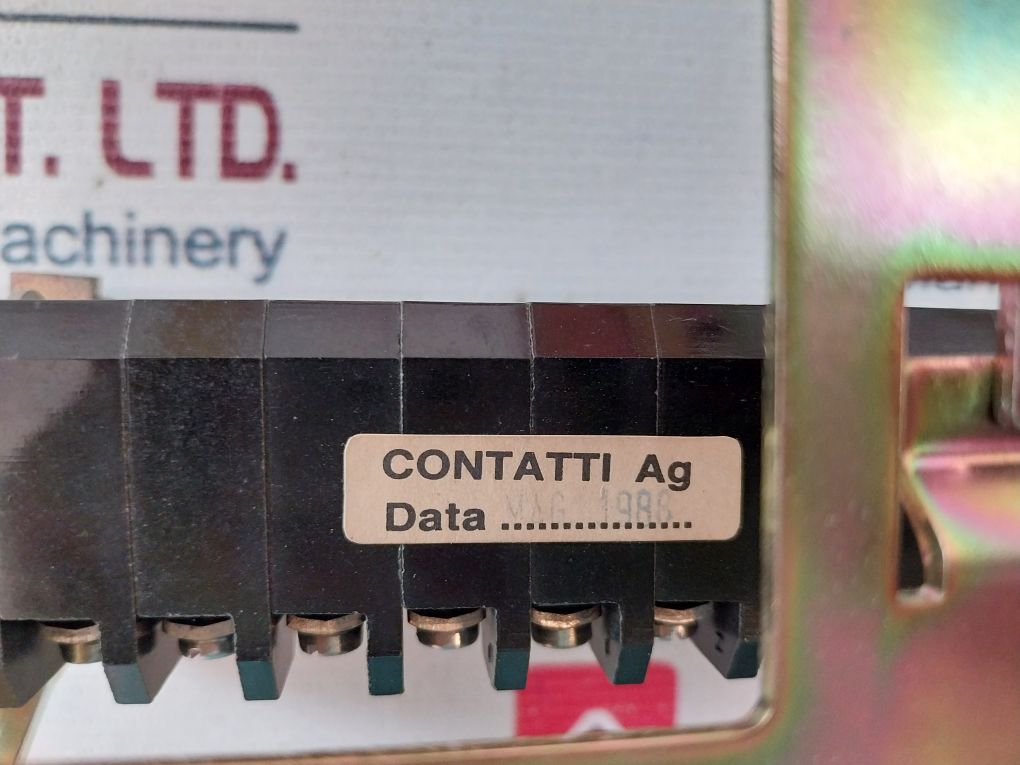 T. LTD.
achinery
CONTATTI Ag
Data MAG 1986